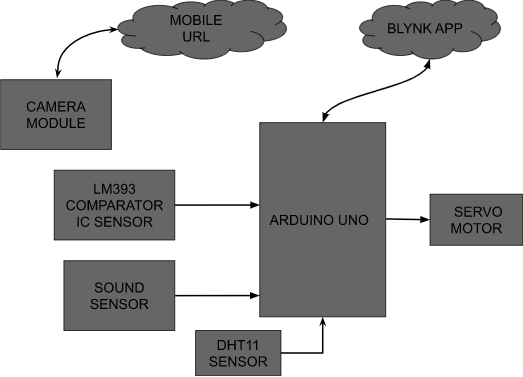 MOBILE
URL
BLYNK APP
CAMERA
MODULE
LM393
COMPARATOR
IC SENSOR
ARDUINO UNO
SERVO
MOTOR
SOUND
SENSOR
DHT11
SENSOR